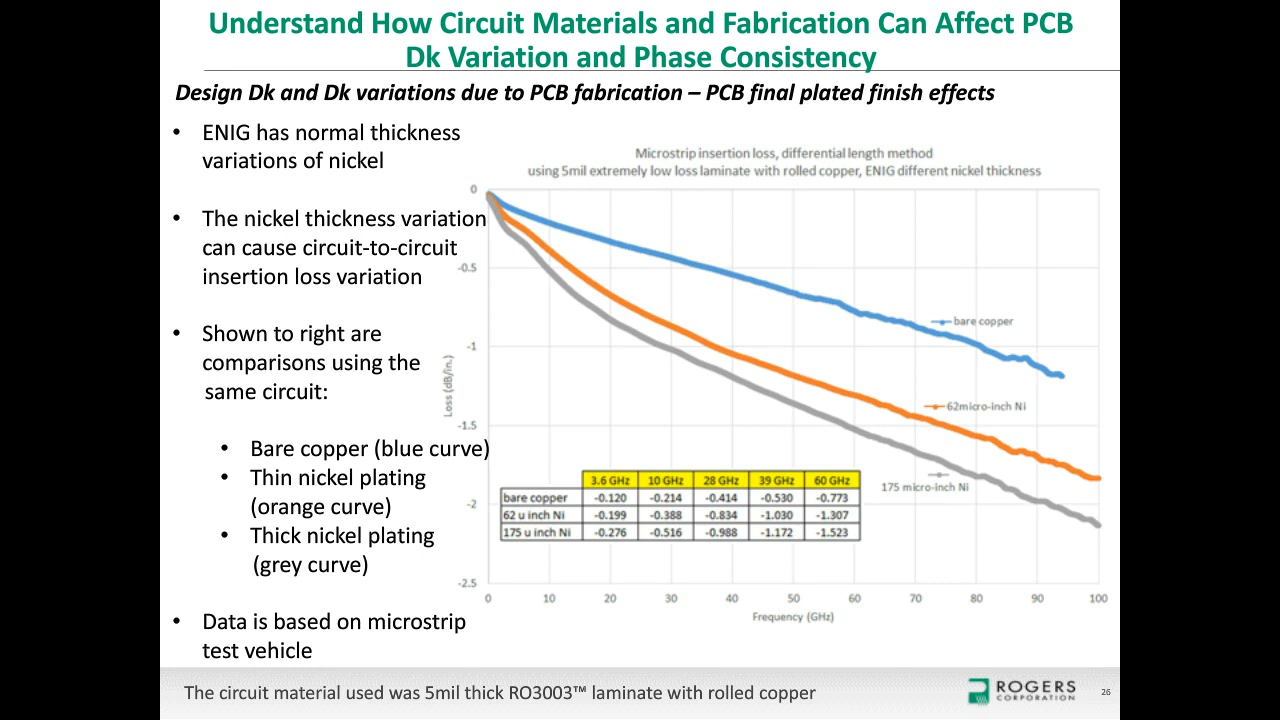 Understand How Circuit Materials and Fabrication Can Affect PCB
Dk Variation and Phase Consistency
Design Dk and Dk variations due to PCB fabrication – PCB final plated finish effects
• ENIG has normal thickness
variations of nickel
• The nickel thickness variation
can cause circuit-to-circuit
insertion loss variation
• Shown to right are
comparisons using the
same circuit:
• Bare copper (blue curve)
• Thin nickel plating
(orange curve)
• Thick nickel plating
(grey curve)
• Data is based on microstrip
test vehicle
Microstrip insertion loss, differential length method
using 5mil extremely low loss laminate with rolled copper, ENIG different nickel thickness
0
-0.5
-1
-1.5
-2
-2.5
Loss (dB/in.)
bare copper
62micro-inch Ni
175 micro-inch Ni
3.6 GHz 10 GHz 28 GHz 39 GHz 60 GHz
bare copper -0.120 -0.214 -0.414 -0.530 -0.773
62 u inch Ni -0.199 -0.388 -0.834 -1.030 -1.307
175 u inch Ni -0.276 -0.516 -0.988 -1.172 -1.523
0 10 20 30 40 50 60 70 80 90 100
Frequency (GHz)
The circuit material used was 5mil thick RO3003™ laminate with rolled copper
ROGERS
CORPORATION
26